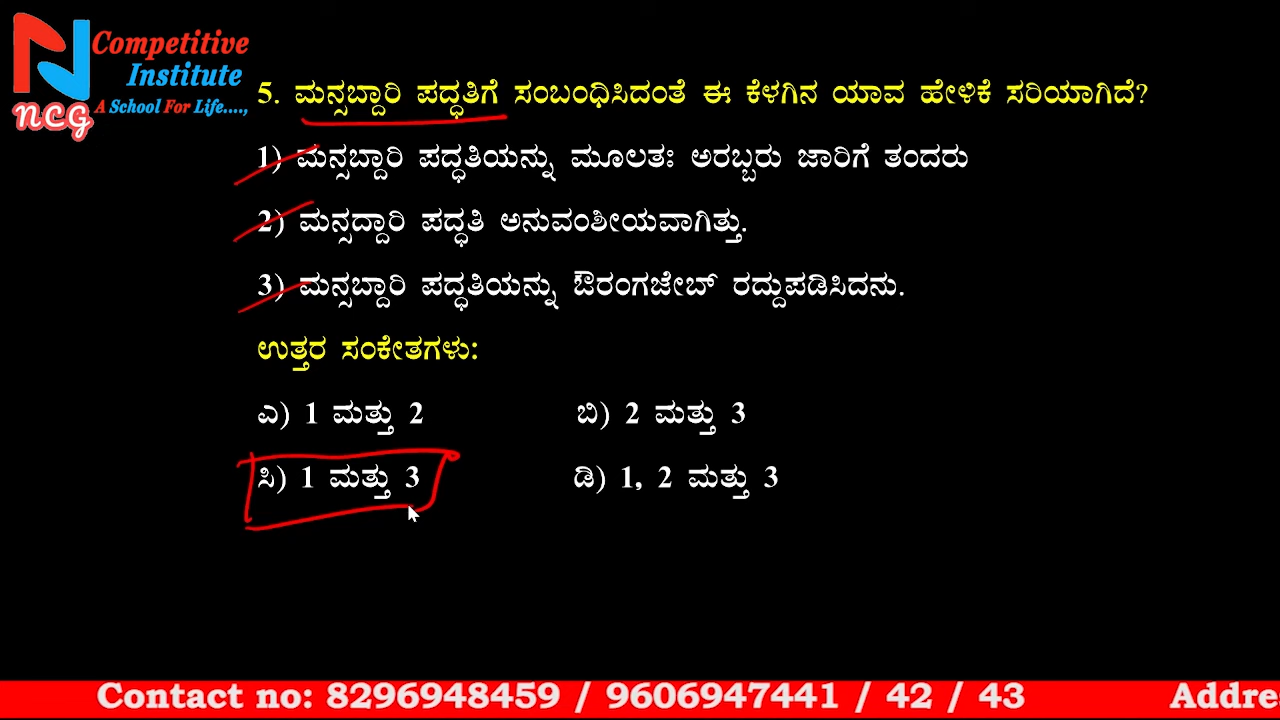 Competitive
Institute
A School For Life....,
ncg
5. ಮನ್ಸಬ್ದಾರಿ ಪದ್ಧತಿಗೆ ಸಂಬಂಧಿಸಿದಂತೆ ಈ ಕೆಳಗಿನ ಯಾವ ಹೇಳಿಕೆ ಸರಿಯಾಗಿದೆ?
1) ಮನ್ಸಬ್ದಾರಿ ಪದ್ಧತಿಯನ್ನು ಮೂಲತಃ ಅರಬ್ಬರು ಜಾರಿಗೆ ತಂದರು
2) ಮನ್ಸದ್ದಾರಿ ಪದ್ಧತಿ ಅನುವಂಶೀಯವಾಗಿತ್ತು.
3) ಮನ್ಸಬ್ದಾರಿ ಪದ್ಧತಿಯನ್ನು ಔರಂಗಜೇಬ್ ರದ್ದುಪಡಿಸಿದನು.
ಉತ್ತರ ಸಂಕೇತಗಳು:
ಎ) 1 ಮತ್ತು 2 ಬಿ) 2 ಮತ್ತು 3
ಸಿ) 1 ಮತ್ತು 3 ಡಿ) 1, 2 ಮತ್ತು 3
Contact no: 8296948459 / 9606947441 / 42 / 43 Addre